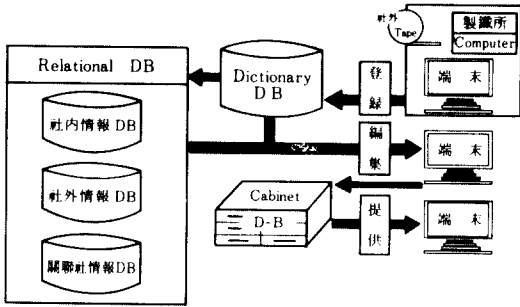 Relational DB
社內情報DB
社外情報DB
關聯社情報DB
Dictionary
DB
社外
Tape
製鐵所
Computer
登
録
端末
編
集
端末
Cabinet
D-B
提
供
端末